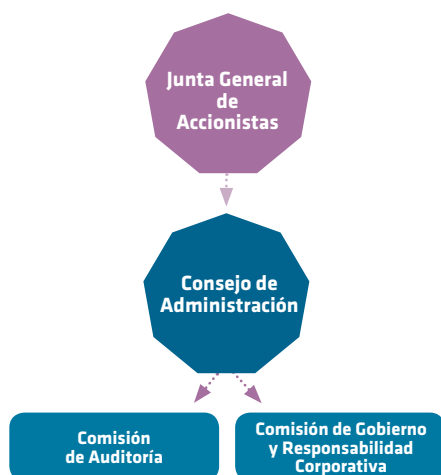 Junta General
de
Accionistas
Consejo de
Administración
Comisión
de Auditoría
Comisión de Gobierno
y Responsabilidad
Corporativa